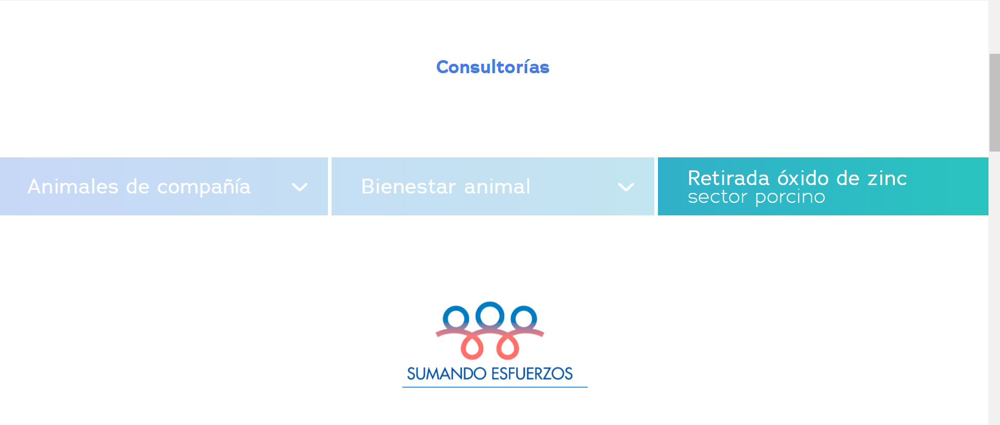 Consultorías
Animales de compañía
Bienestar animal
Retirada óxido de zinc
sector porcino
SUMANDO ESFUERZOS